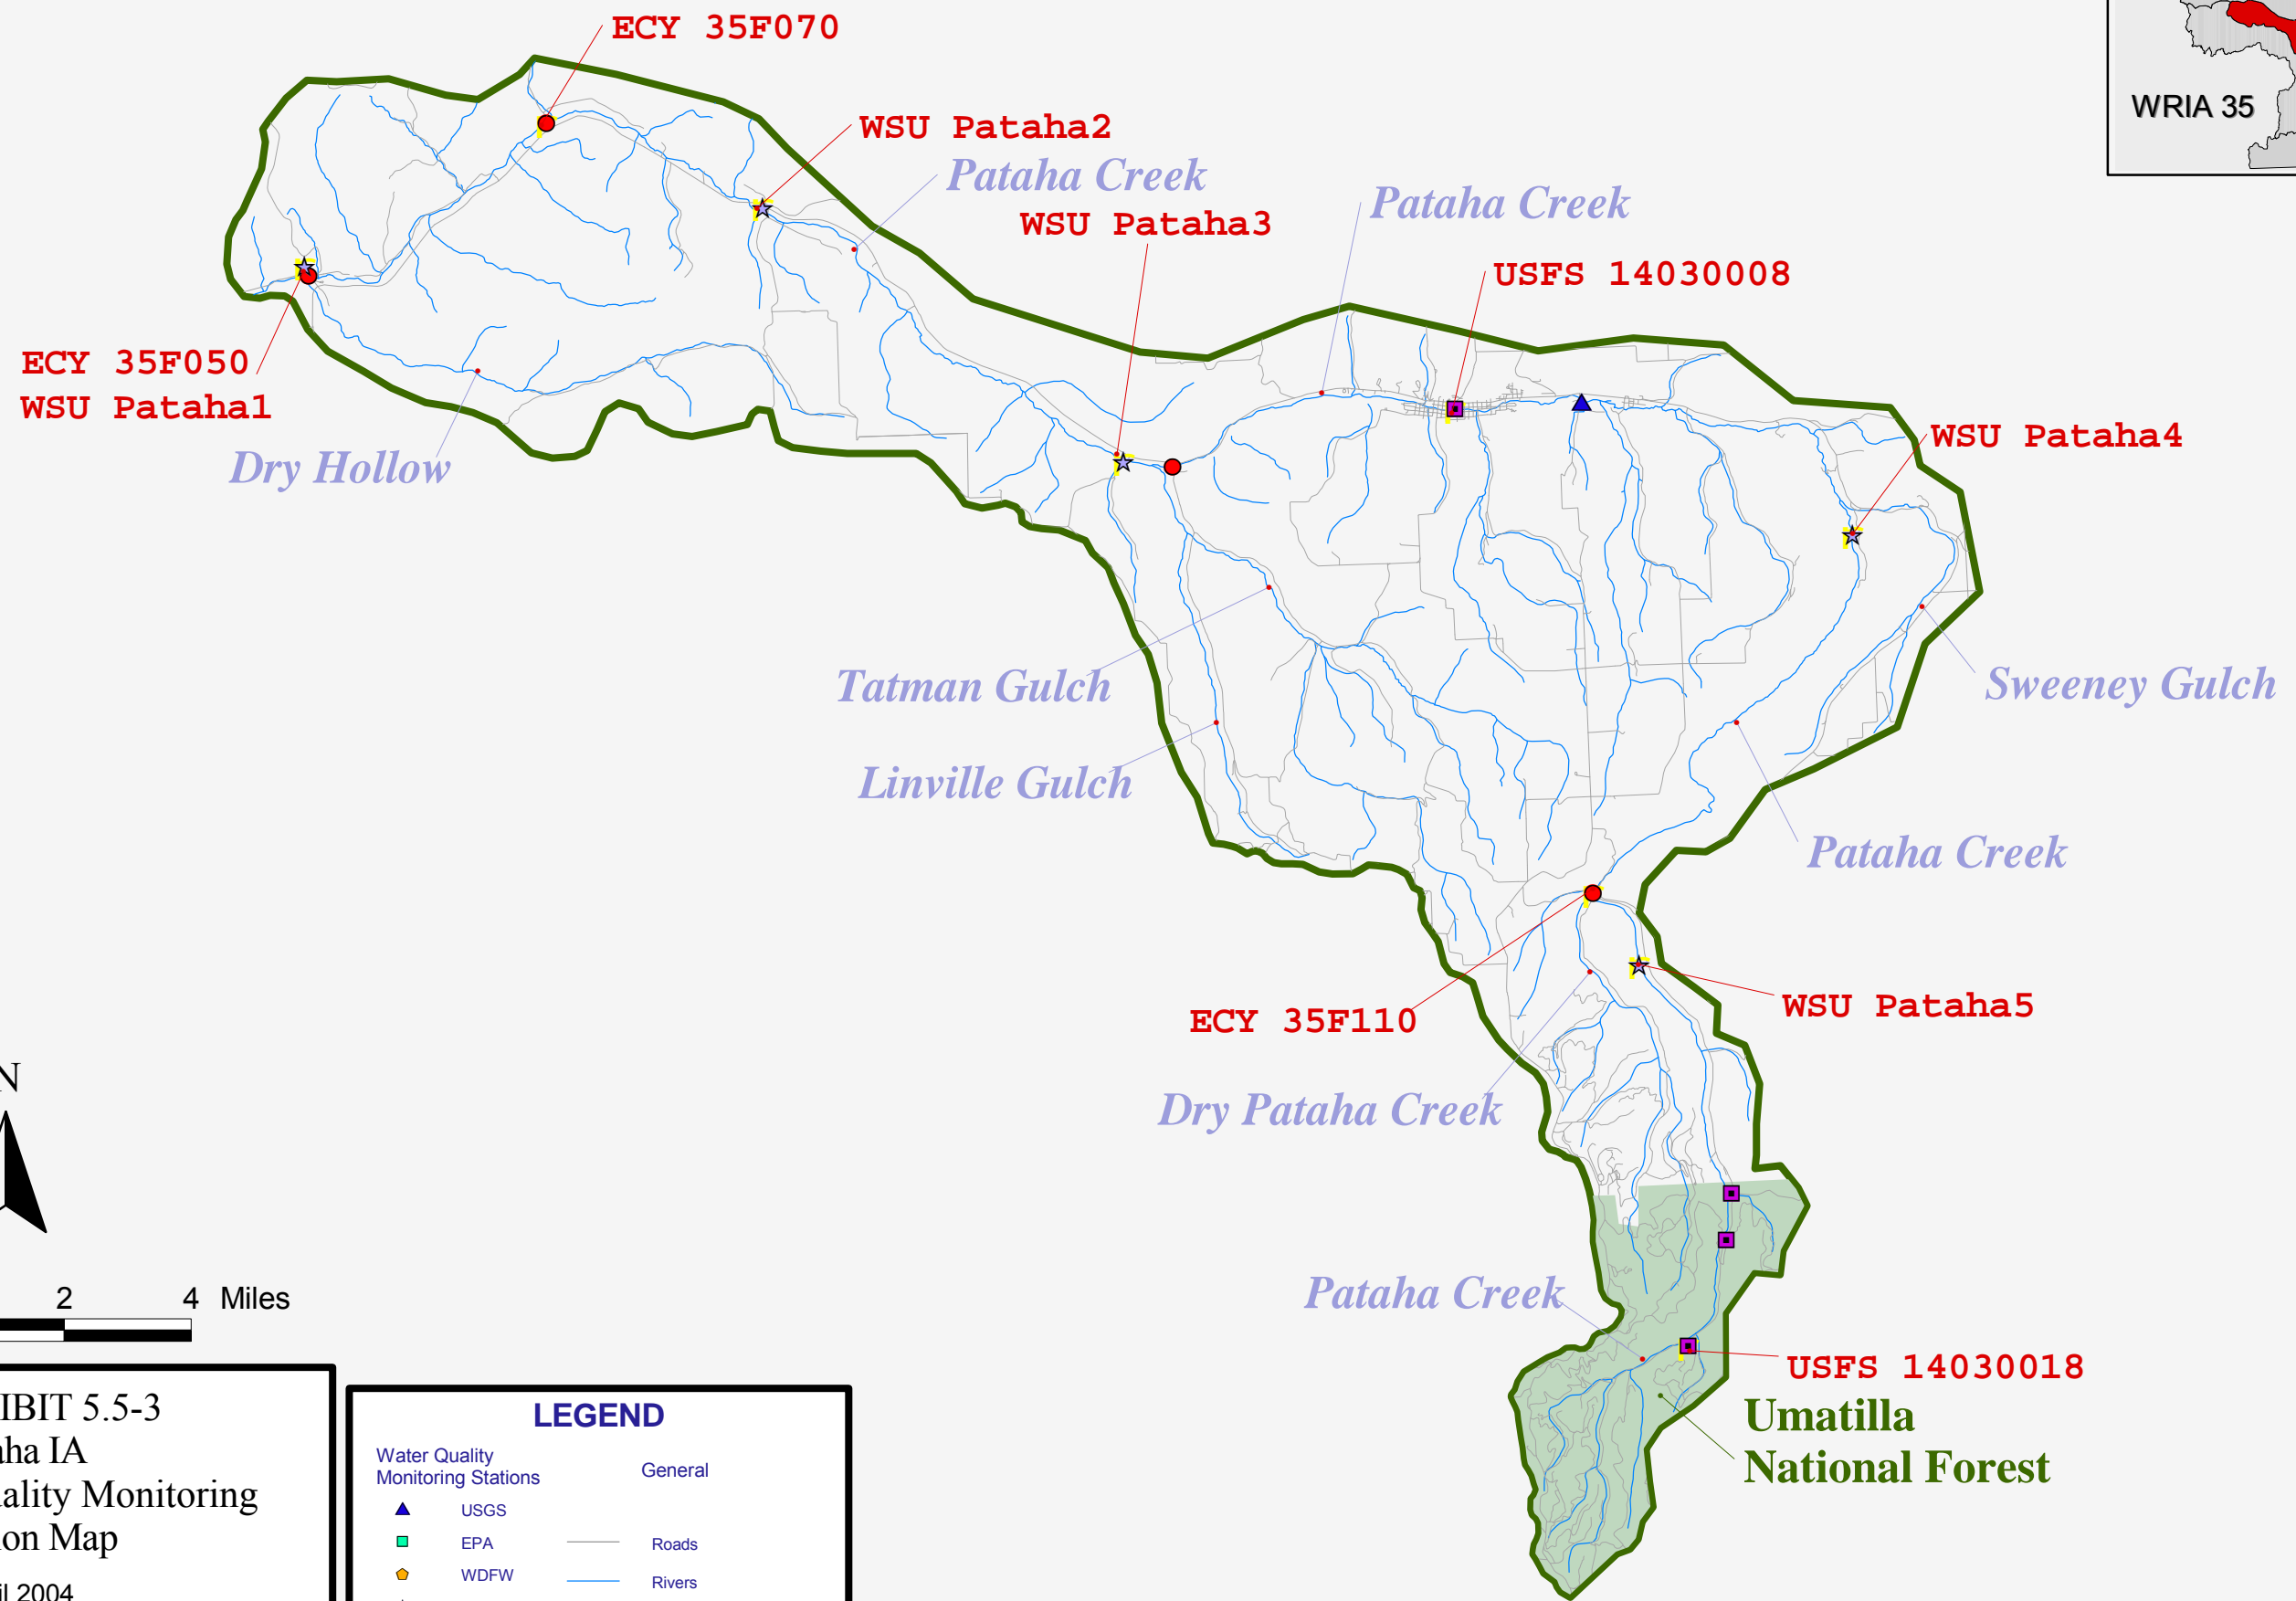 ECY 35F070
WSU Pataha2
Pataha Creek
WSU Pataha3
Pataha Creek
USFS 14030008
WRIA 35
ECY 35F050
WSU Pataha1
Dry Hollow
WSU Pataha4
Tatman Gulch
Sweeney Gulch
Linville Gulch
Pataha Creek
ECY 35F110
WSU Pataha5
Dry Pataha Creek
N
Pataha Creek
2 4 Miles
USFS 14030018
Umatilla
National Forest
IBIT 5.5-3
aha IA
ality Monitoring
on Map
il 2004
LEGEND
Water Quality
Monitoring Stations
General
USGS
EPA
Roads
WDFW
Rivers